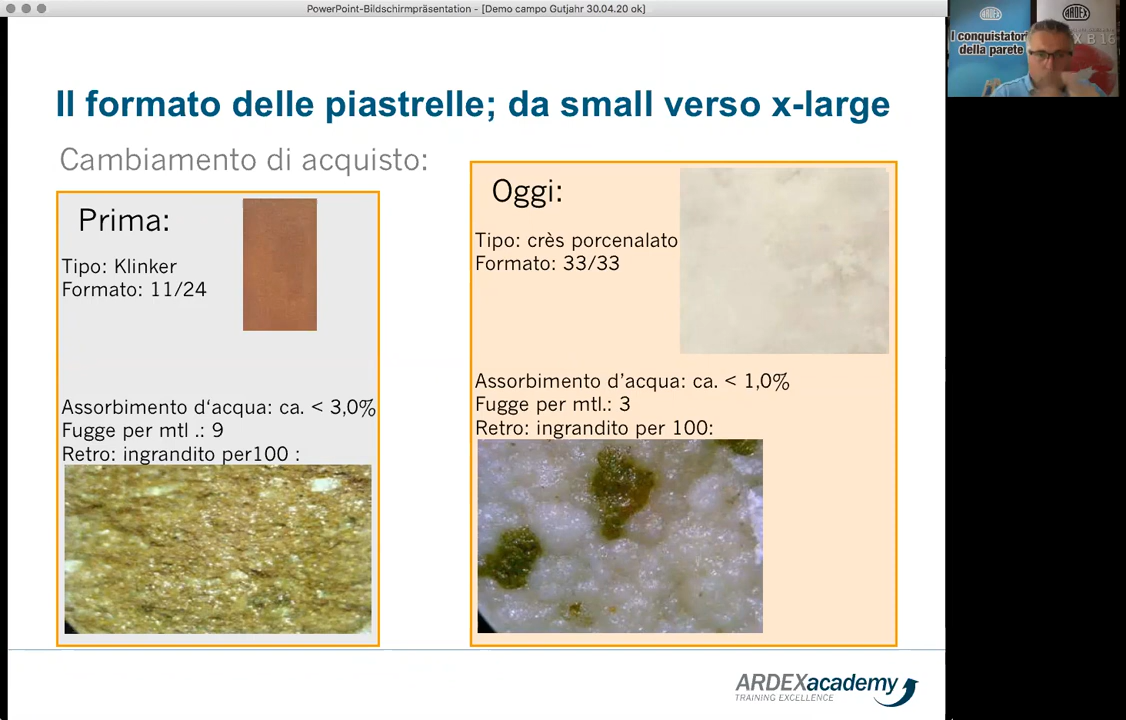 PowerPoint-Bildschirmpräsentation - [Demo campo Gutjahr 30.04.20 ok]
ARDEX
I conquistatori
della parete
ARDEX
X B 16
Il formato delle piastrelle; da small verso x-large
Cambiamento di acquisto:
Prima:
Tipo: Klinker
Formato: 11/24
Assorbimento d‘acqua: ca. < 3,0%
Fugge per mtl .: 9
Retro: ingrandito per100 :
Oggi:
Tipo: crès porcenalato
Formato: 33/33
Assorbimento d’acqua: ca. < 1,0%
Fugge per mtl.: 3
Retro: ingrandito per 100:
ARDEXacademy
TRAINING EXCELLENCE